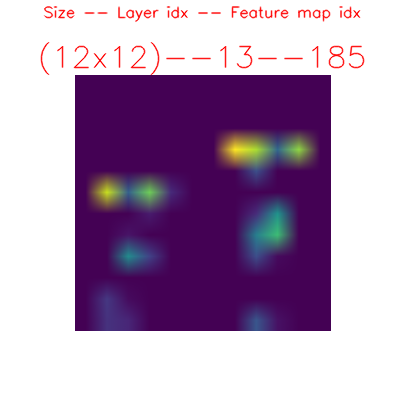 Size -- Layer idx -- Feature map idx
(12x12)--13--185